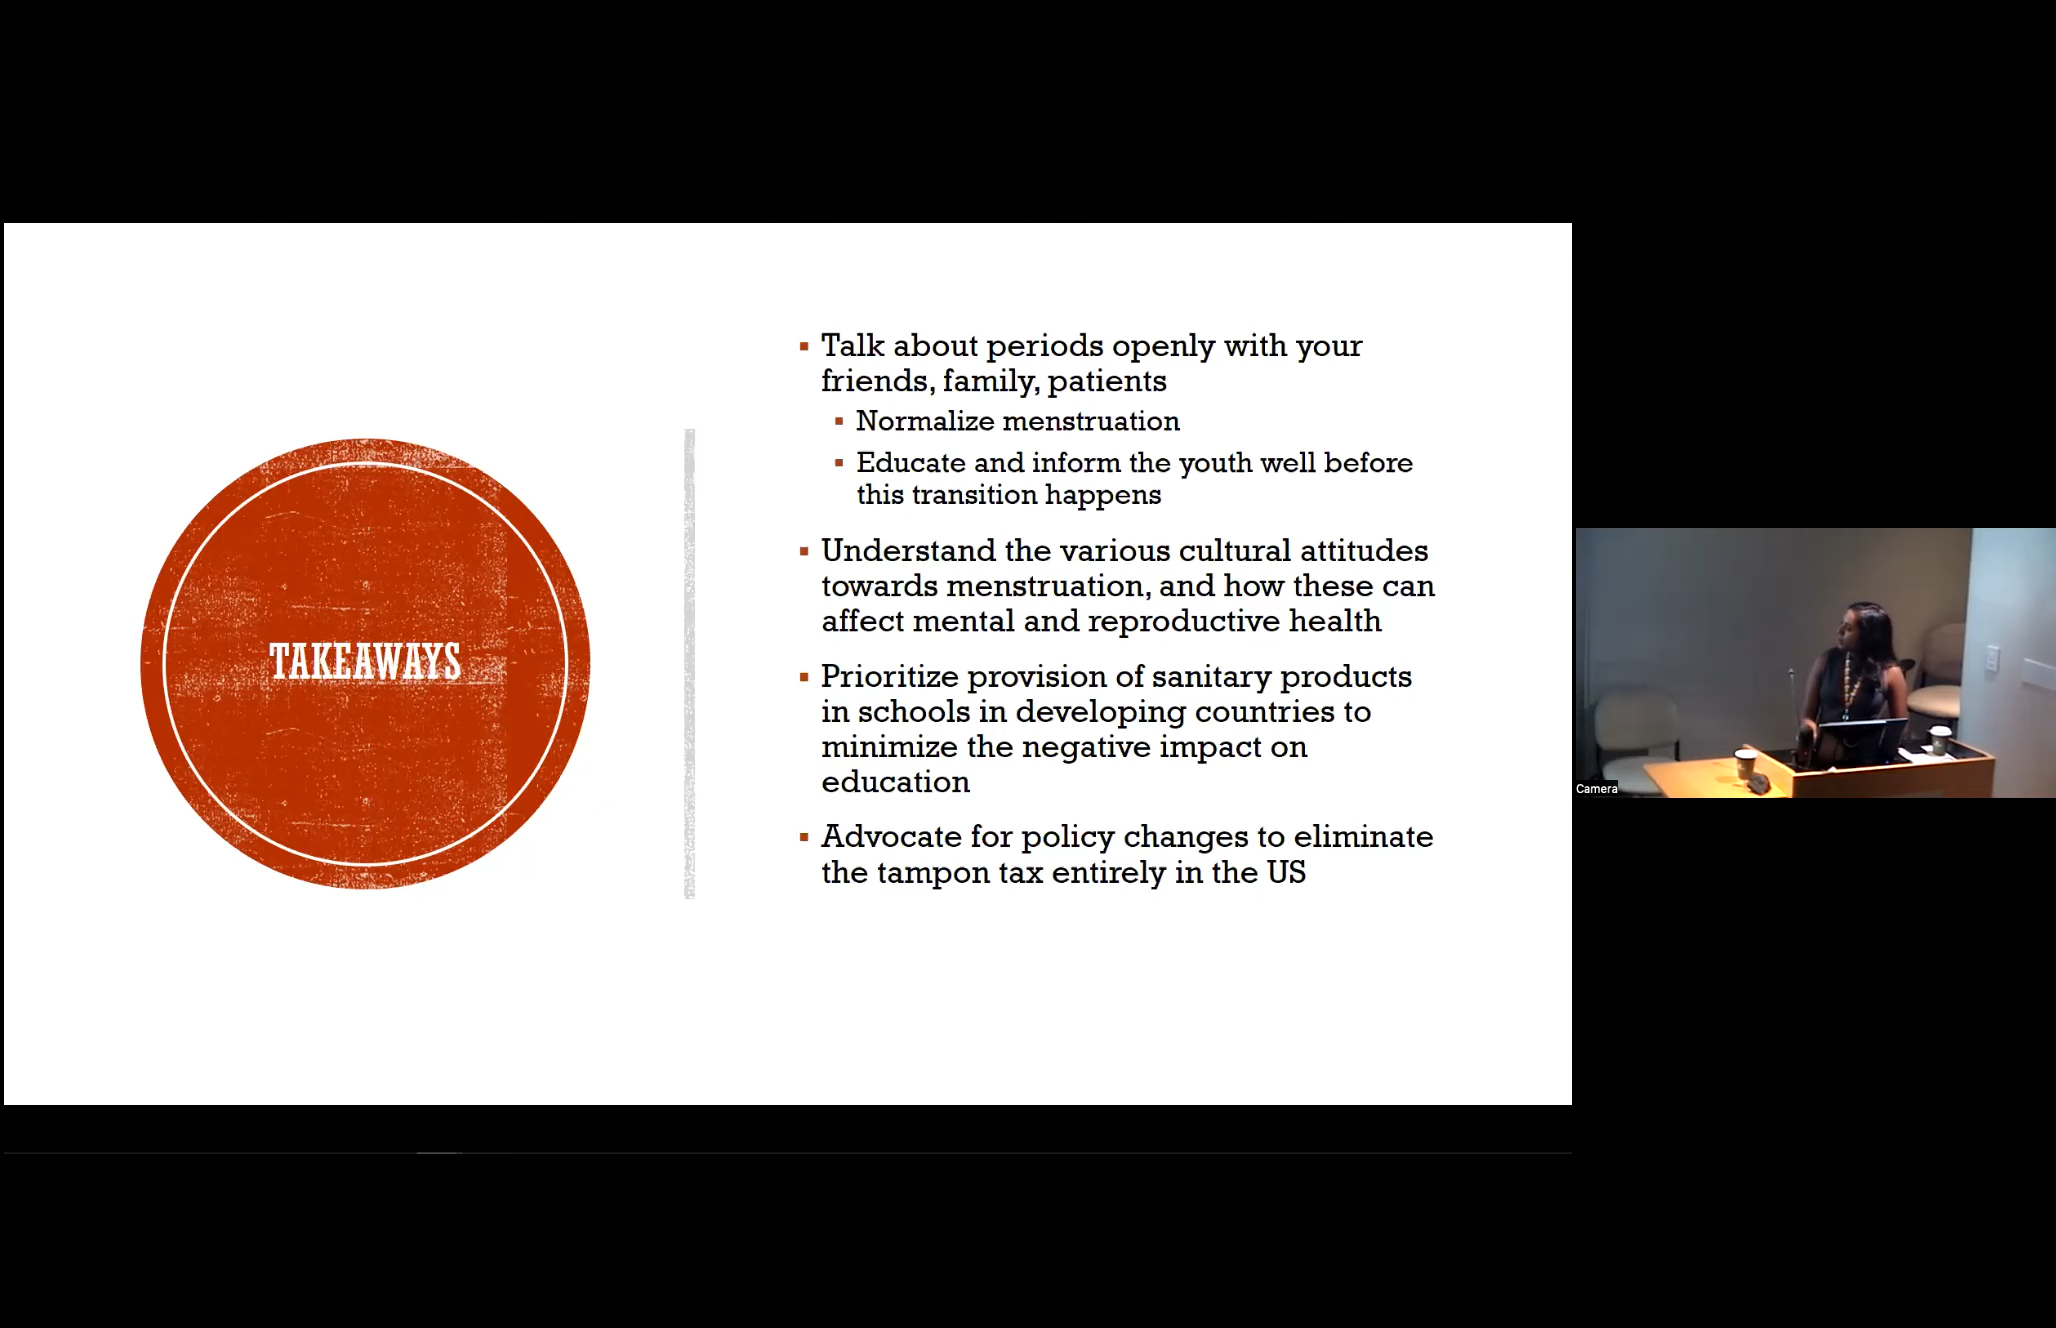 TAKEAWAYS
▪ Talk about periods openly with your
friends, family, patients
▪ Normalize menstruation
▪ Educate and inform the youth well before
this transition happens
▪ Understand the various cultural attitudes
towards menstruation, and how these can
affect mental and reproductive health
▪ Prioritize provision of sanitary products
in schools in developing countries to
minimize the negative impact on
education
▪ Advocate for policy changes to eliminate
the tampon tax entirely in the US
Camera